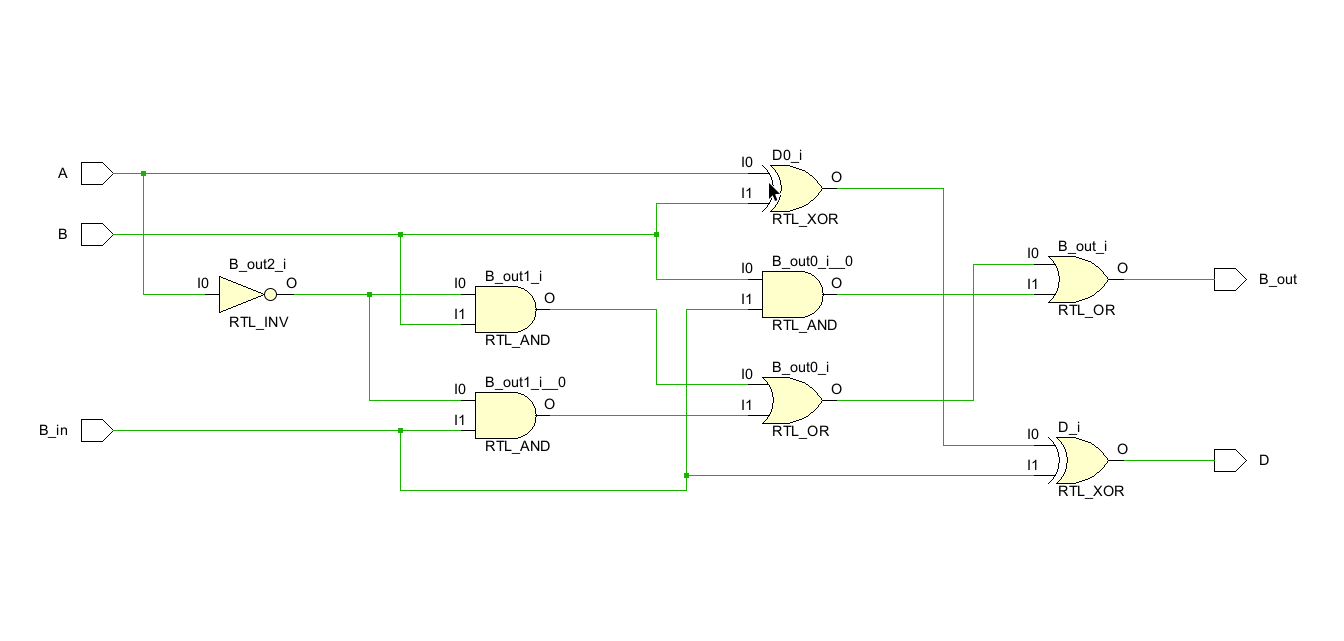 D0_i
I0
A
O
I1
RTL_XOR
B
B_out_i
I0
O
B_out0_i__0
B_out2_i
I0
B_out1_i
B_out
I0
O
I0
O
O
I1
I1
O
I1
RTL_OR
RTL_INV
RTL_AND
RTL_AND
B_out0_i
I0
B_out1_i__0
I0
O
O
I1
I1
B_in
D_i
RTL_OR
I0
RTL_AND
O
D
I1
RTL_XOR